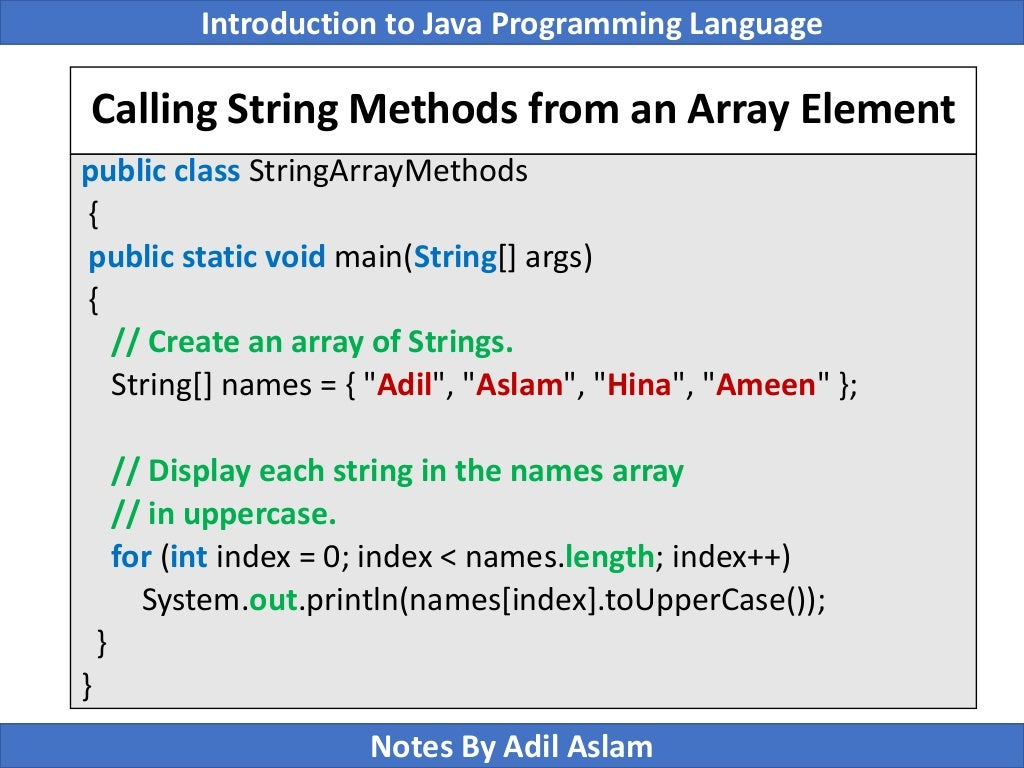 Introduction to Java Programming Language
Calling String Methods from an Array Element
public class StringArrayMethods
{
public static void main(String[] args)
{
// Create an array of Strings.
String[] names = { "Adil", "Aslam", "Hina", "Ameen" };
// Display each string in the names array
// in uppercase.
for (int index = 0; index < names.length; index++)
System.out.println(names[index].toUpperCase());
}
}
Notes By Adil Aslam